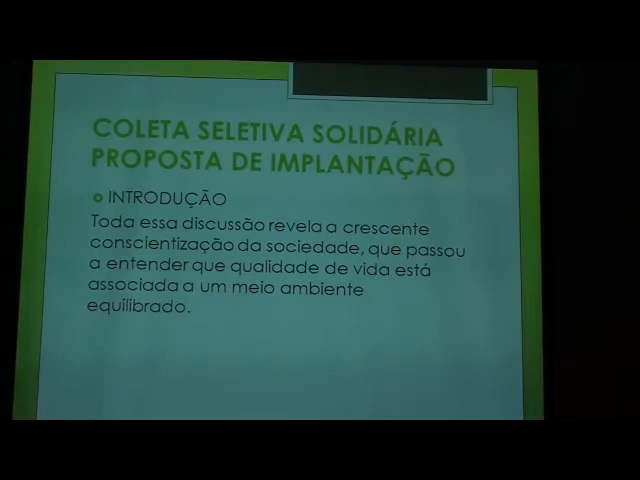 COLETA SELETIVA SOLIDÁRIA
PROPOSTA DE IMPLANTAÇÃO
INTRODUÇÃO
Toda essa discussão revela a crescente
conscientização da sociedade, que passou
a entender que qualidade de vida está
associada a um meio ambiente
equilibrado.